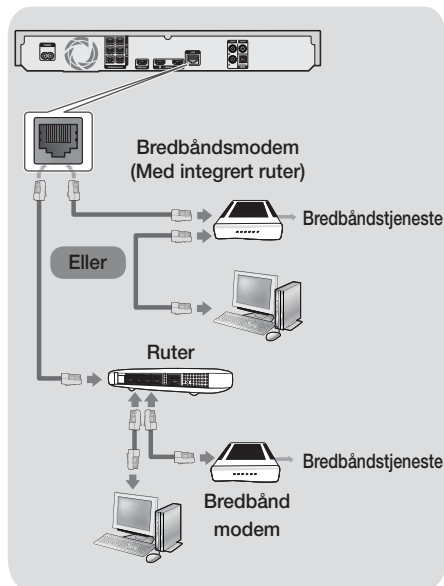 Bredbåndsmodem
(Med integrert ruter)
Bredbåndstjeneste
Eller
Ruter
Bredbåndstjeneste
Bredbånd
modem